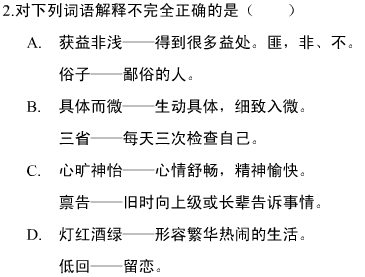 2.对下列词语解释不完全正确的是（　　）
A. 获益非浅——得到很多益处。匪，非、不。
俗子——鄙俗的人。
B. 具体而微——生动具体，细致入微。
三省——每天三次检查自己。
C. 心旷神怡——心情舒畅，精神愉快。
禀告——旧时向上级或长辈告诉事情。
D. 灯红酒绿——形容繁华热闹的生活。
低回——留恋。